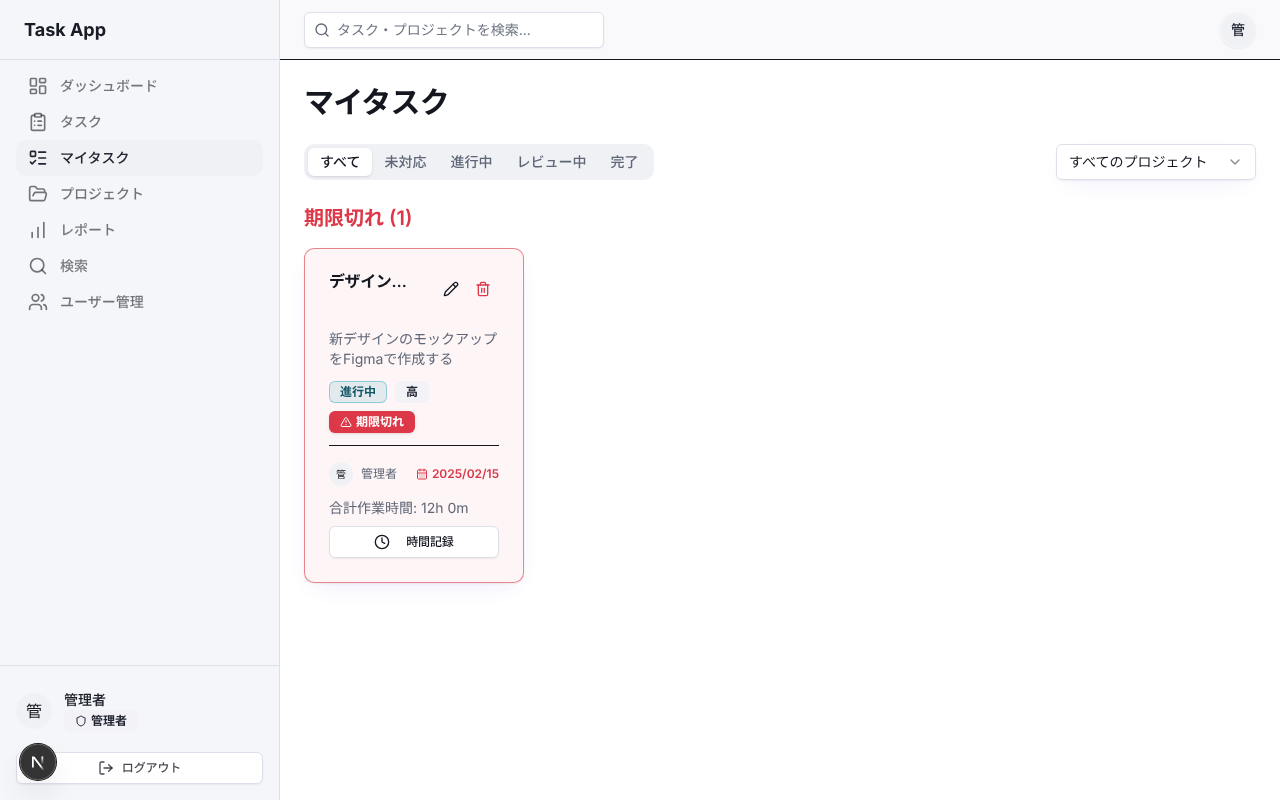 Task App
ダッシュボード
タスク
マイタスク
プロジェクト
レポート
検索
ユーザー管理
管
管理者
管理者
N
ログアウト
タスク・プロジェクトを検索...
管
マイタスク
すべて 未対応 進行中 レビュー中 完了
すべてのプロジェクト
期限切れ (1)
デザイン...
新デザインのモックアップ
をFigmaで作成する
進行中 高
期限切れ
管 管理者 2025/02/15
合計作業時間: 12h 0m
時間記録